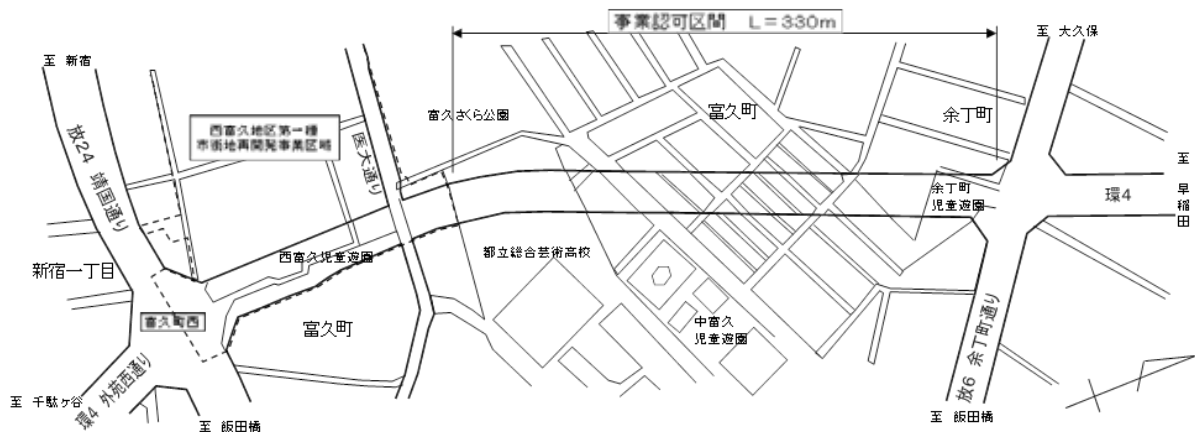 事業認可区間 L=330m
至 新宿
至 大久保
放24 靖国通り
西富久地区第一種
市街地再開発事業区域
医大通り
富久さくら公園
富久町
余丁町
至
早稲田
環4
余丁町
児童遊園
西富久児童遊園
都立総合芸術高校
新宿一丁目
富久町西
富久町
中富久
児童遊園
放6 余丁町通り
至 千駄ヶ谷
環4 外苑西通り
至 飯田橋
至 飯田橋